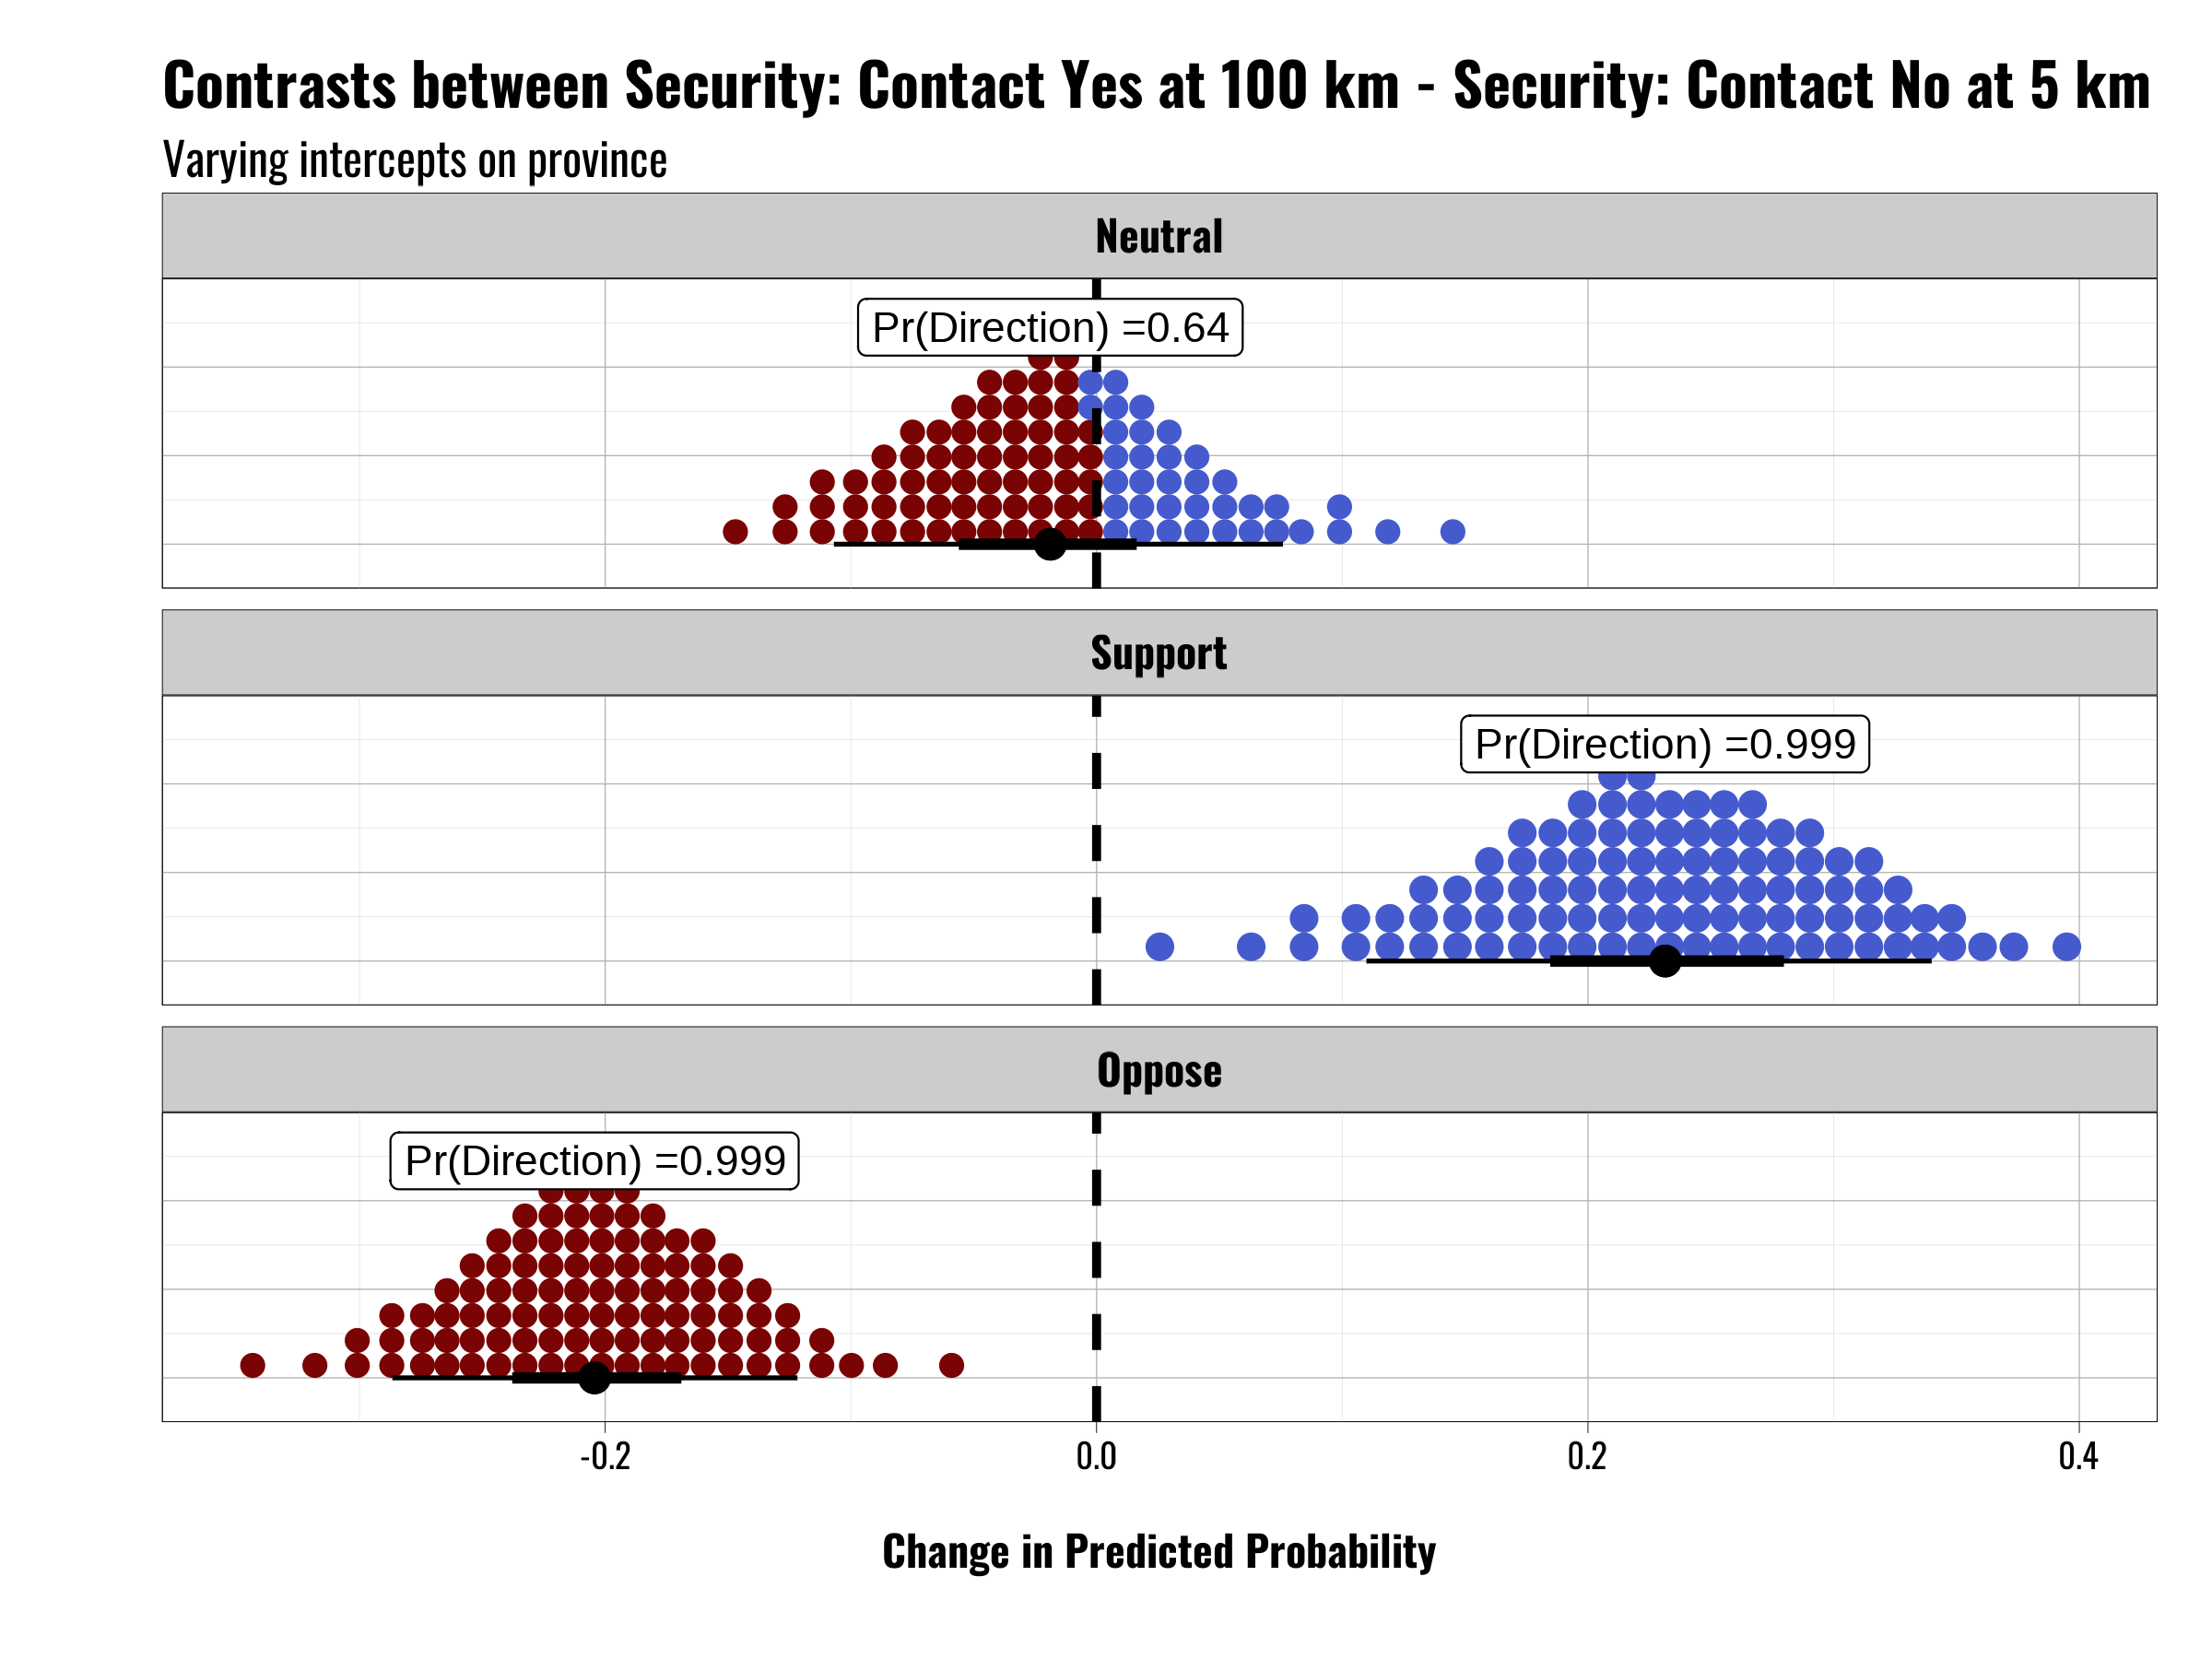 Contrasts between Security: Contact Yes at 100 km - Security: Contact No at 5 km
Varying intercepts on province
Neutral
Pr(Direction) =0.64
Support
Pr(Direction) =0.999
Oppose
Pr(Direction) =0.999
-0.2 0.0 0.2 0.4
Change in Predicted Probability